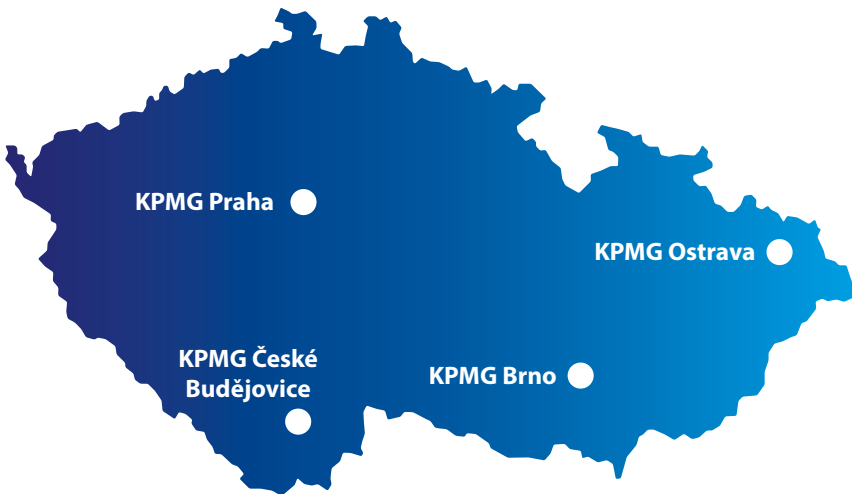 KPMG Praha
KPMG Ostrava
KPMG České
Budějovice
KPMG Brno